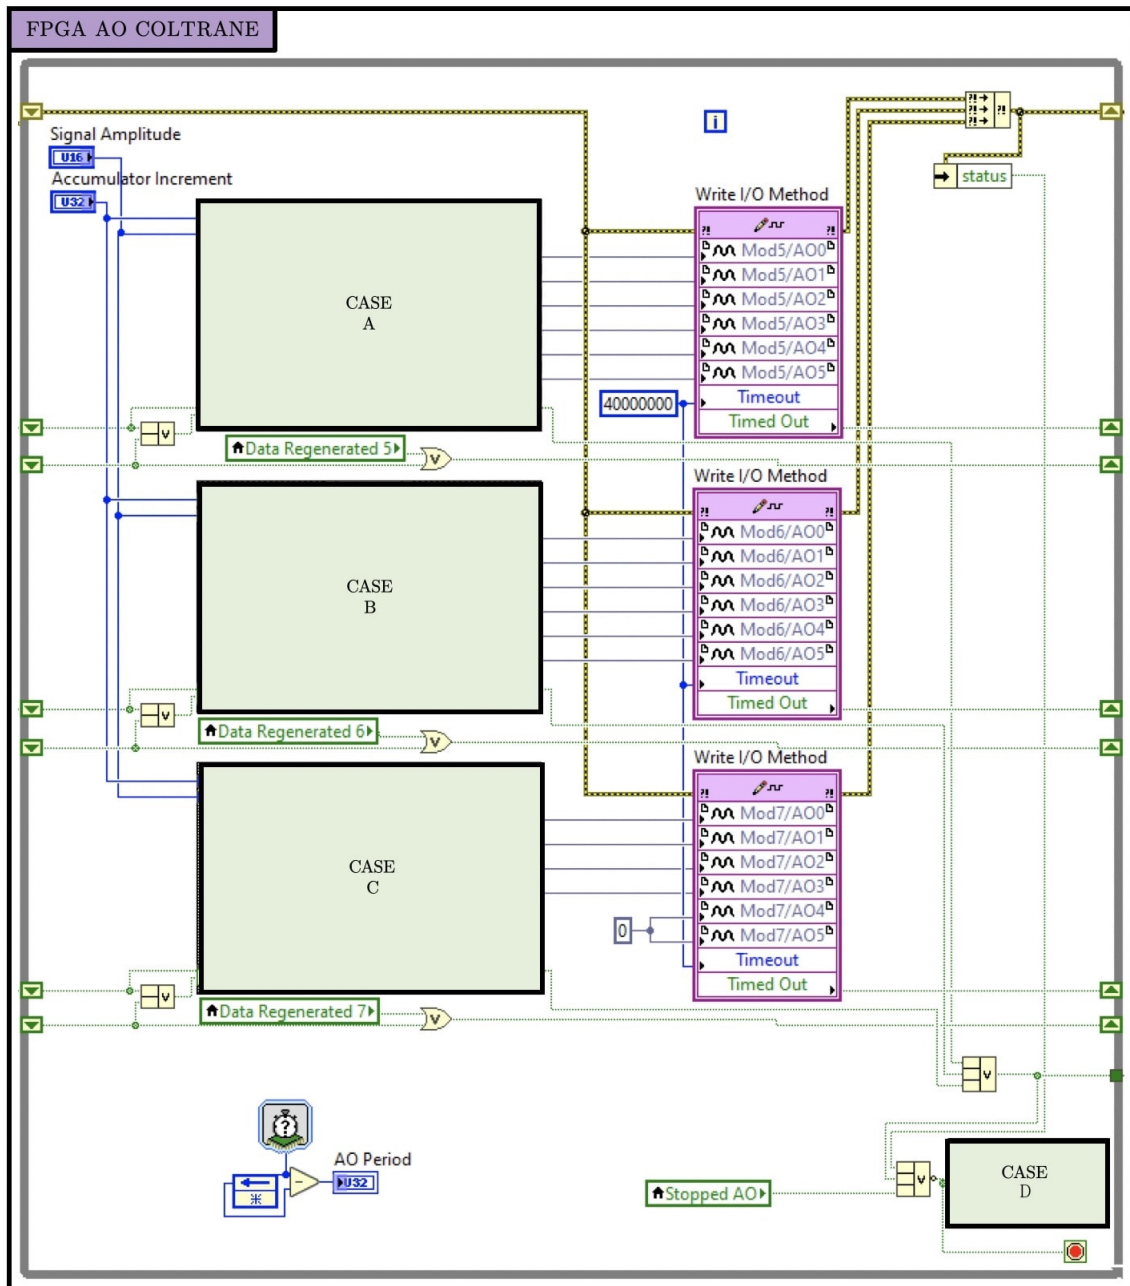 FPGA AO COLTRANE
Signal Amplitude
U16
Accumulator Increment
U32
i
status
Write I/O Method
Mod5/AO0
Mod5/AO1
Mod5/AO2
Mod5/AO3
Mod5/AO4
Mod5/AO5
Timeout
Timed Out
CASE
A
40000000
Data Regenerated 5
Write I/O Method
Mod6/AO0
Mod6/AO1
Mod6/AO2
Mod6/AO3
Mod6/AO4
Mod6/AO5
Timeout
Timed Out
CASE
B
Data Regenerated 6
Write I/O Method
Mod7/AO0
Mod7/AO1
Mod7/AO2
Mod7/AO3
Mod7/AO4
Mod7/AO5
Timeout
Timed Out
CASE
C
0
Data Regenerated 7
AO Period
U32
Stopped AO
CASE
D